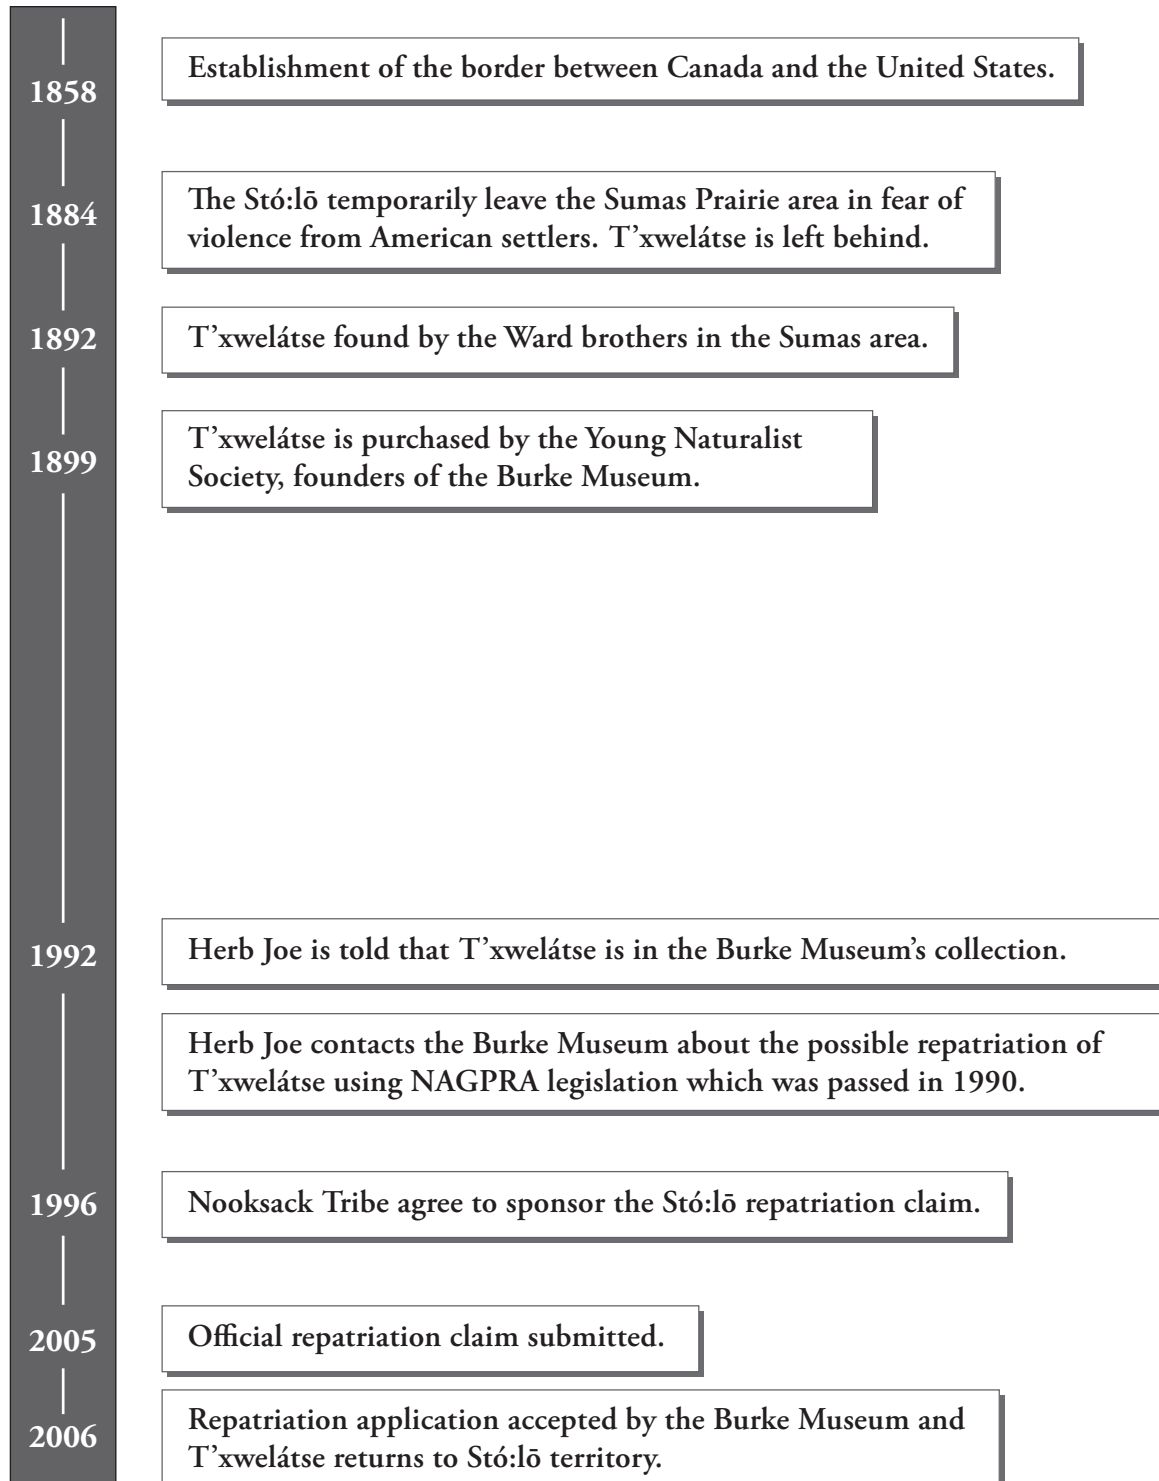 1858
Establishment of the border between Canada and the United States.
1884
The Stó:lō temporarily leave the Sumas Prairie area in fear of
violence from American settlers. T’xwelátse is left behind.
1892
T’xwelátse found by the Ward brothers in the Sumas area.
1899
T’xwelátse is purchased by the Young Naturalist
Society, founders of the Burke Museum.
1992
Herb Joe is told that T’xwelátse is in the Burke Museum’s collection.
Herb Joe contacts the Burke Museum about the possible repatriation of
T’xwelátse using NAGPRA legislation which was passed in 1990.
1996
Nooksack Tribe agree to sponsor the Stó:lō repatriation claim.
2005
Official repatriation claim submitted.
2006
Repatriation application accepted by the Burke Museum and
T’xwelátse returns to Stó:lō territory.